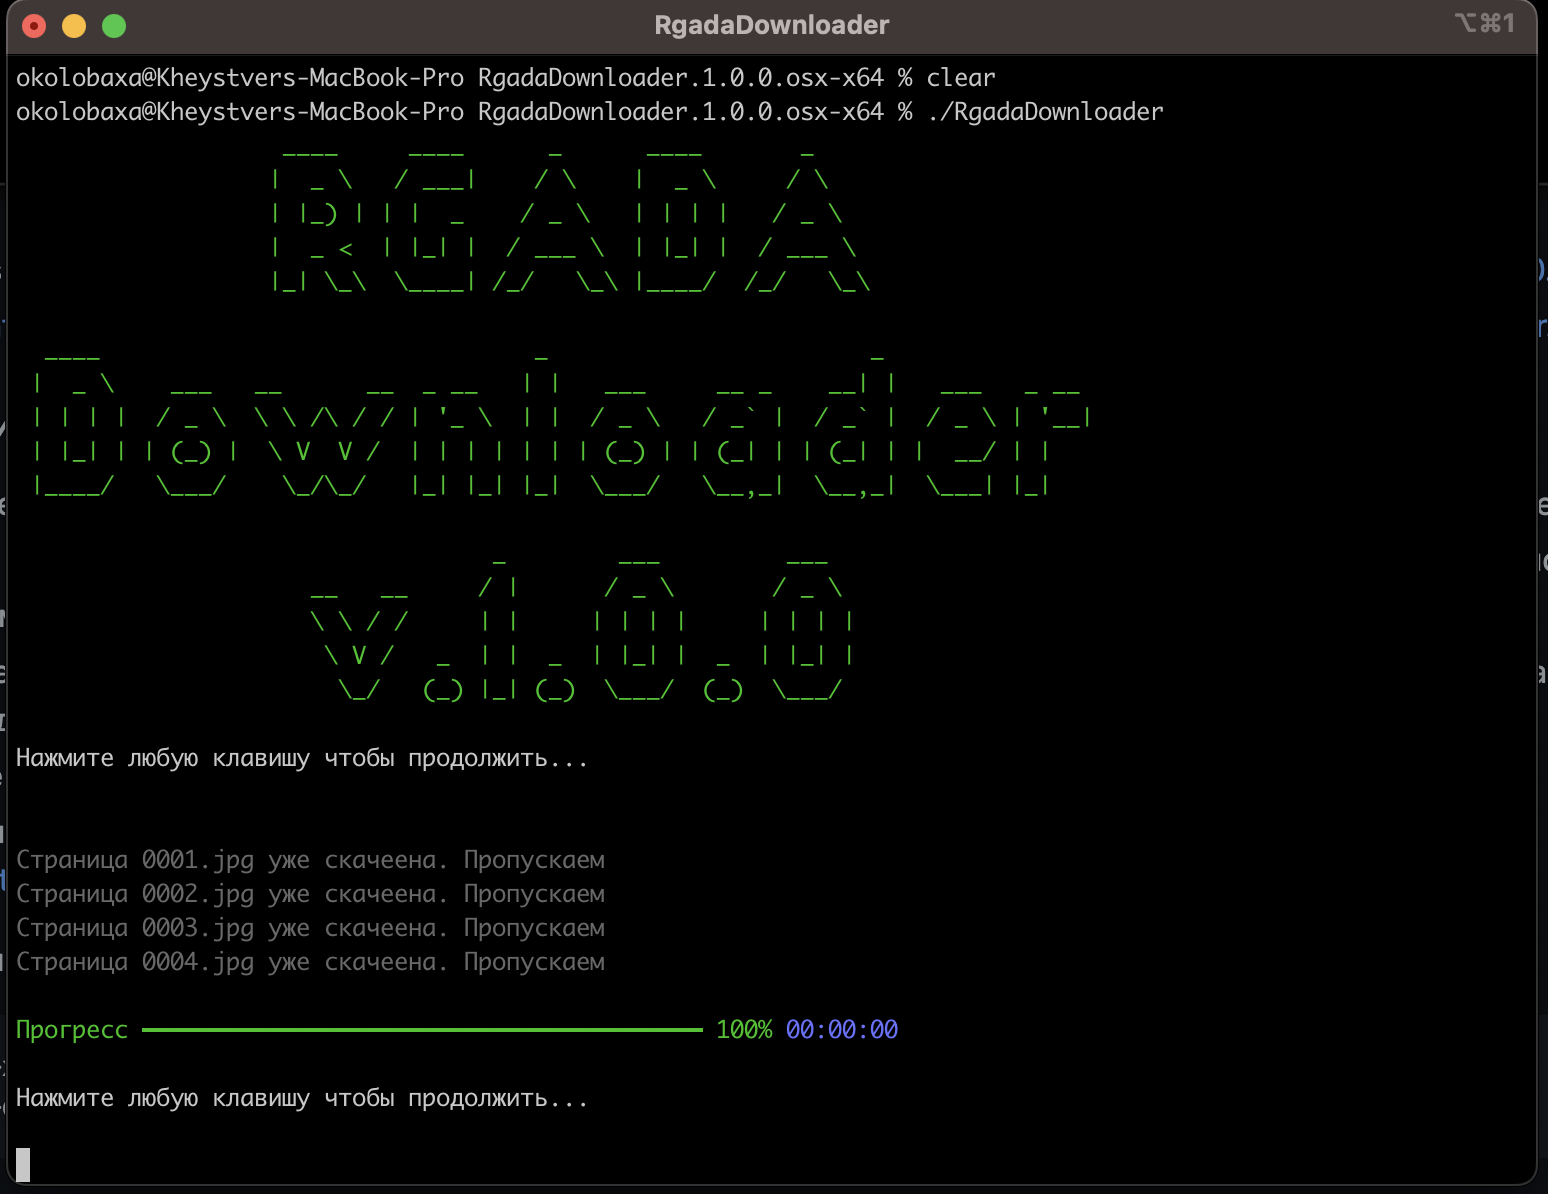 RgadaDownloader
⌥⌘1
okolobaxa@Kheystvers-MacBook-Pro RgadaDownloader.1.0.0.osx-x64 % clear
okolobaxa@Kheystvers-MacBook-Pro RgadaDownloader.1.0.0.osx-x64 % ./RgadaDownloader
RGADA
Downloader
v.1.0.0
Нажмите любую клавишу чтобы продолжить...
Страница 0001.jpg уже скачеена. Пропускаем
Страница 0002.jpg уже скачеена. Пропускаем
Страница 0003.jpg уже скачеена. Пропускаем
Страница 0004.jpg уже скачеена. Пропускаем
Прогресс 100% 00:00:00
Нажмите любую клавишу чтобы продолжить...